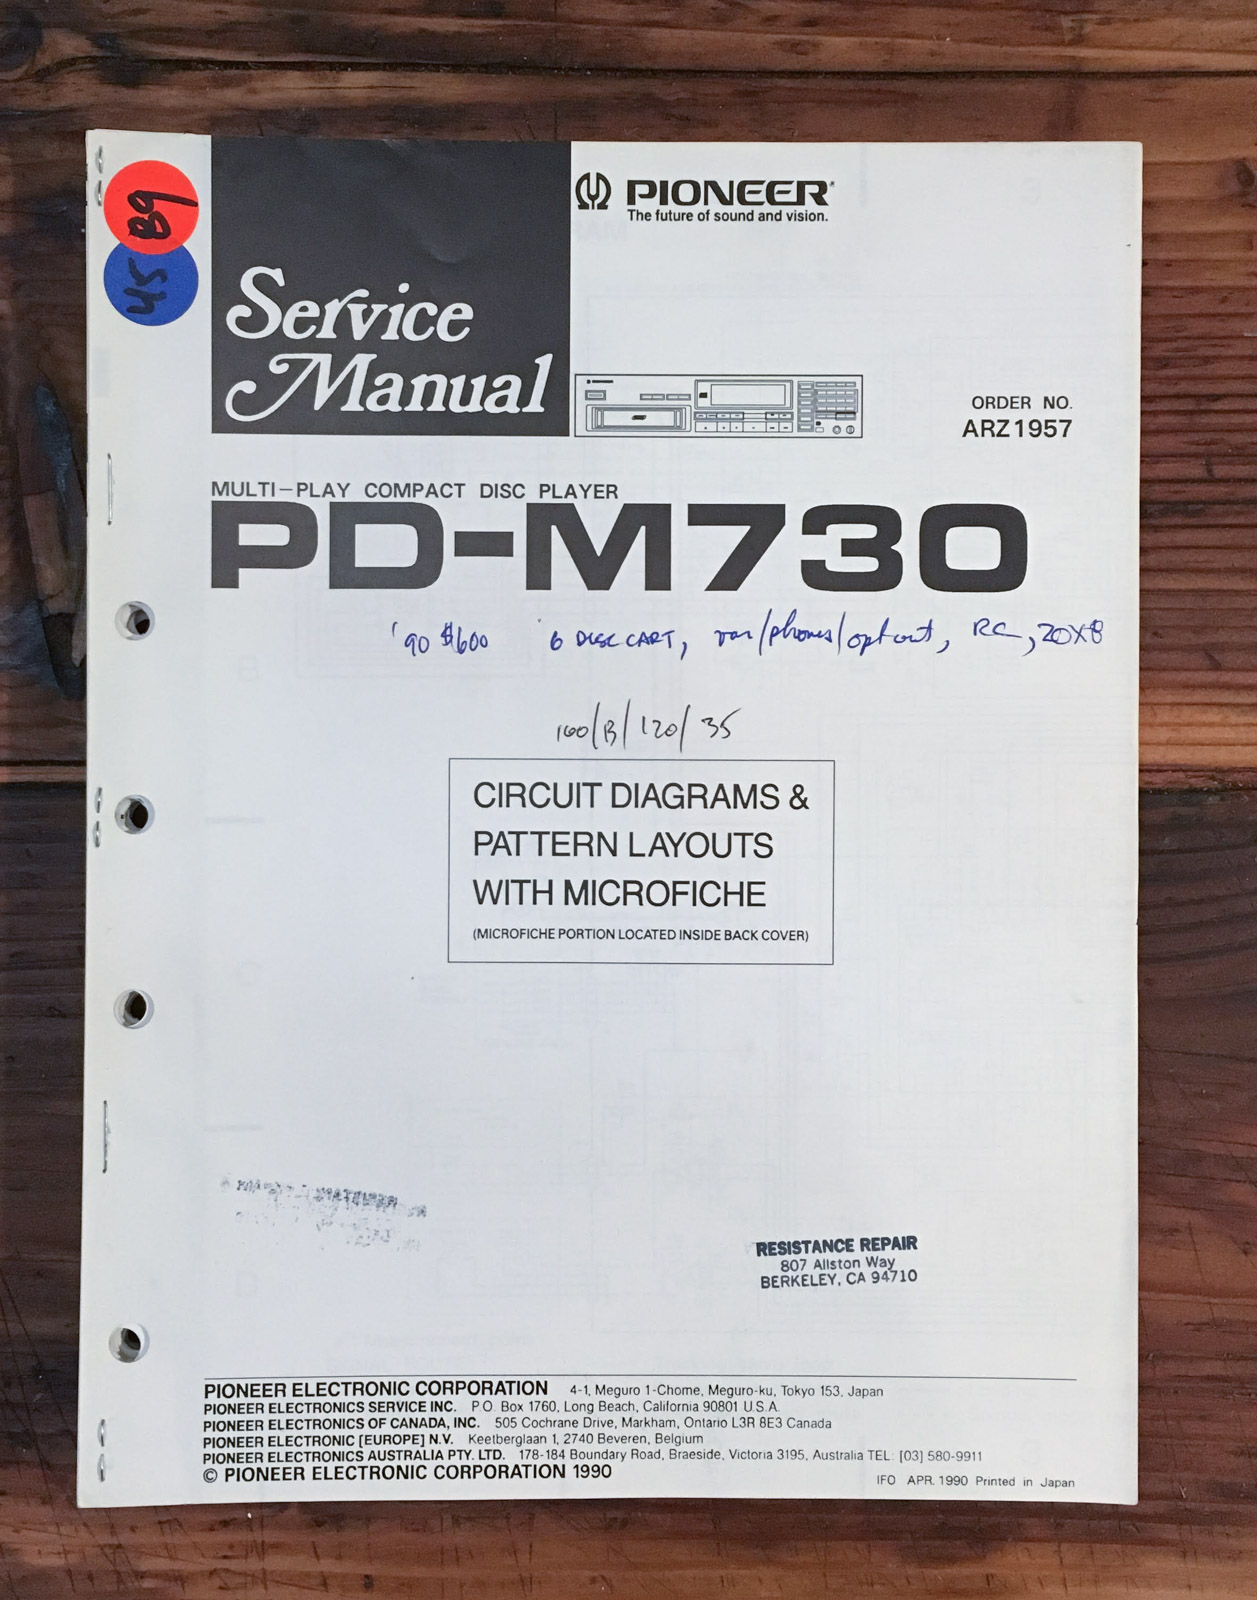 B9
45
Service
Manual
PIONEER®
The future of sound and vision.
ORDER NO.
ARZ1957
MULTI-PLAY COMPACT DISC PLAYER
PD-M730
'90 $600 6 DISC CART, var/phones/opt out, RC, 20X8
100/B/120/35
CIRCUIT DIAGRAMS &
PATTERN LAYOUTS
WITH MICROFICHE
(MICROFICHE PORTION LOCATED INSIDE BACK COVER)
RESISTANCE REPAIR
807 Allston Way
BERKELEY, CA 94710
PIONEER ELECTRONIC CORPORATION 4-1, Meguro 1-Chome, Meguro-ku, Tokyo 153, Japan
PIONEER ELECTRONICS SERVICE INC. P.O. Box 1760, Long Beach, California 90801 U.S.A.
PIONEER ELECTRONICS OF CANADA, INC. 505 Cochrane Drive, Markham, Ontario L3R 8E3 Canada
PIONEER ELECTRONIC [EUROPE] N.V. Keetberglaan 1, 2740 Beveren, Belgium
PIONEER ELECTRONICS AUSTRALIA PTY. LTD. 178-184 Boundary Road, Braeside, Victoria 3195, Australia TEL: [03] 580-9911
© PIONEER ELECTRONIC CORPORATION 1990
IFO APR. 1990 Printed in Japan